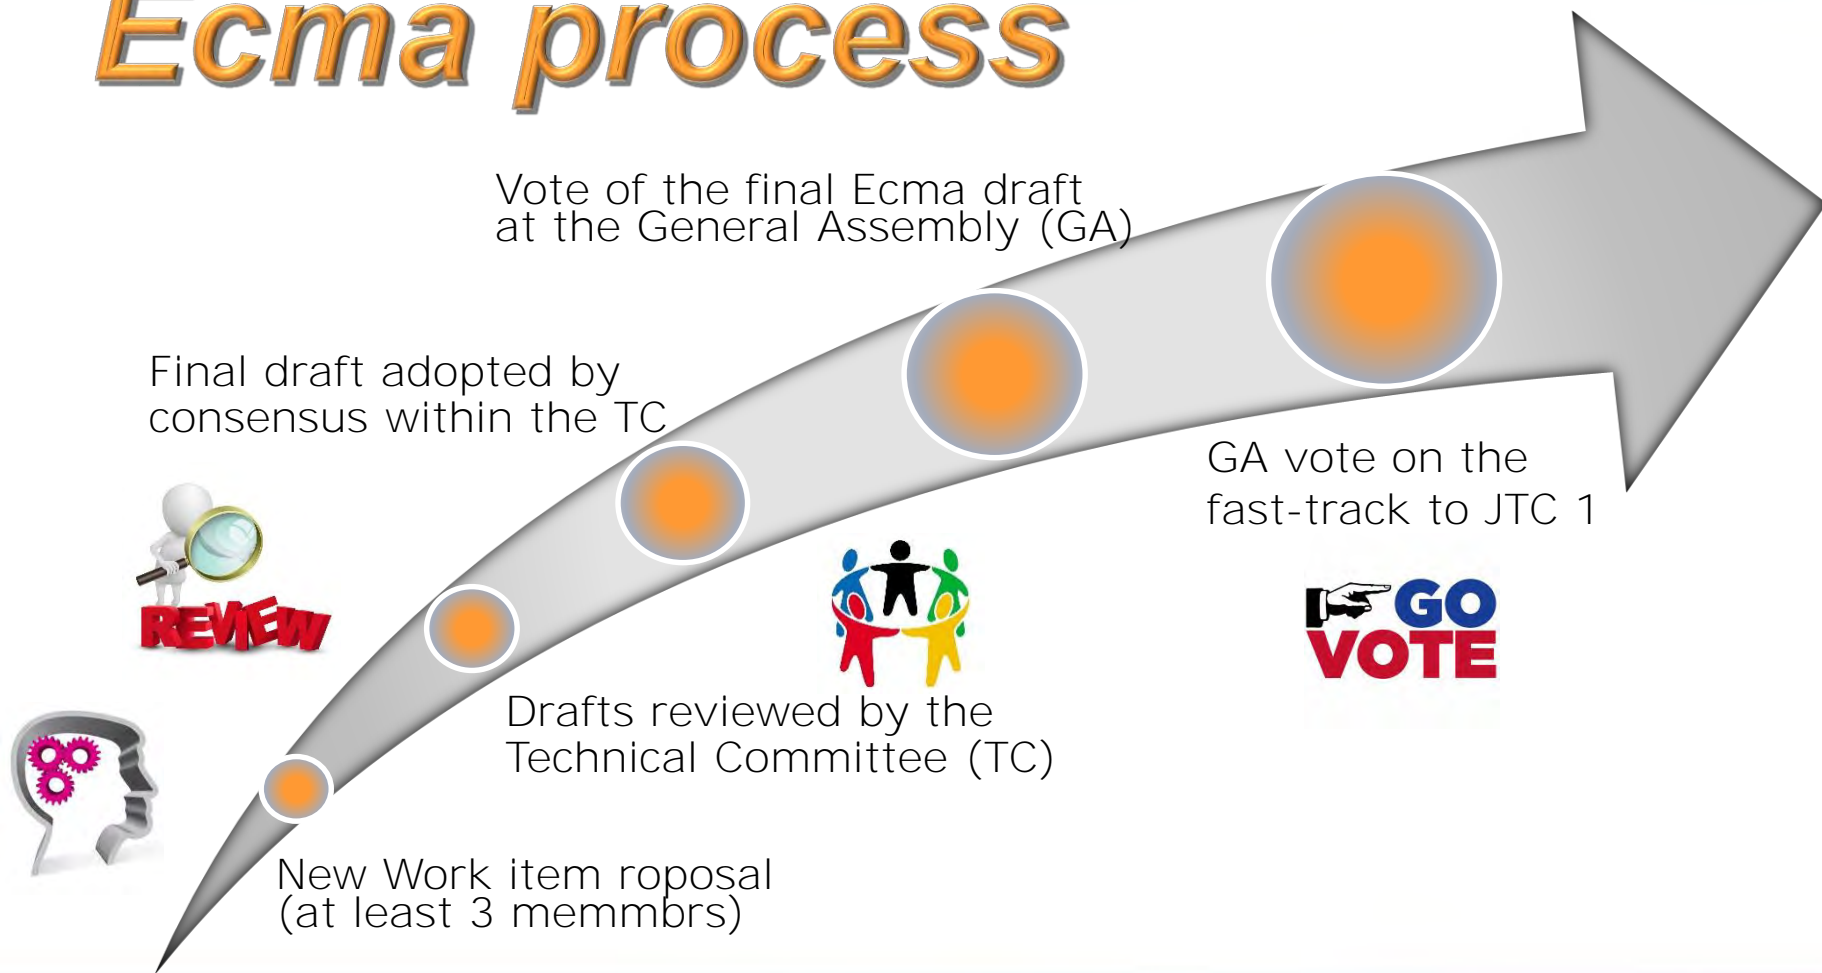 Ecma process
Vote of the final Ecma draft
at the General Assembly (GA)
Final draft adopted by
consensus within the TC
GA vote on the
fast-track to JTC 1
REVIEW
GO
VOTE
Drafts reviewed by the
Technical Committee (TC)
New Work item roposal
(at least 3 memmbrs)